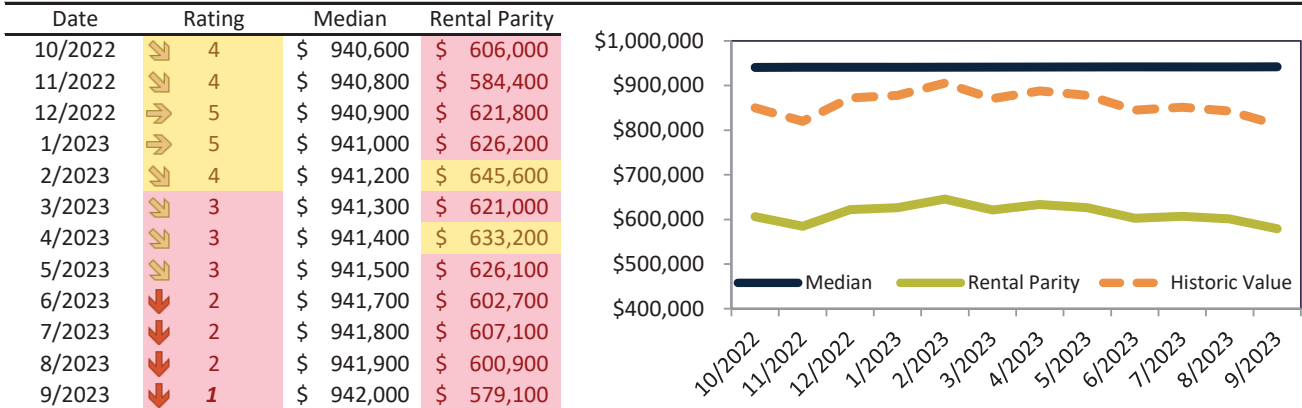 Date Rating Median Rental Parity
10/2022 4 $ 940,600 $ 606,000
11/2022 4 $ 940,800 $ 584,400
12/2022 5 $ 940,900 $ 621,800
1/2023 5 $ 941,000 $ 626,200
2/2023 4 $ 941,200 $ 645,600
3/2023 3 $ 941,300 $ 621,000
4/2023 3 $ 941,400 $ 633,200
5/2023 3 $ 941,500 $ 626,100
6/2023 2 $ 941,700 $ 602,700
7/2023 2 $ 941,800 $ 607,100
8/2023 2 $ 941,900 $ 600,900
9/2023 1 $ 942,000 $ 579,100
$1,000,000
$900,000
$800,000
$700,000
$600,000
$500,000
$400,000
Median Rental Parity Historic Value
10/2022 11/2022 12/2022 1/2023 2/2023 3/2023 4/2023 5/2023 6/2023 7/2023 8/2023 9/2023